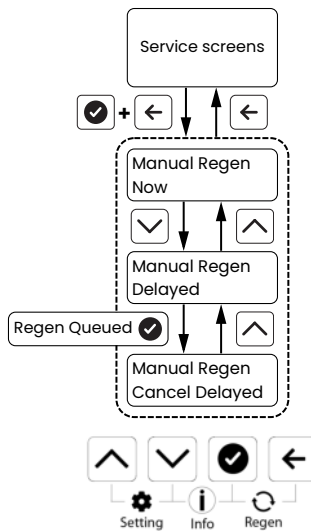 Service screens
+
Manual Regen
Now
Manual Regen
Delayed
Regen Queued
Manual Regen
Cancel Delayed
i
Setting Info Regen